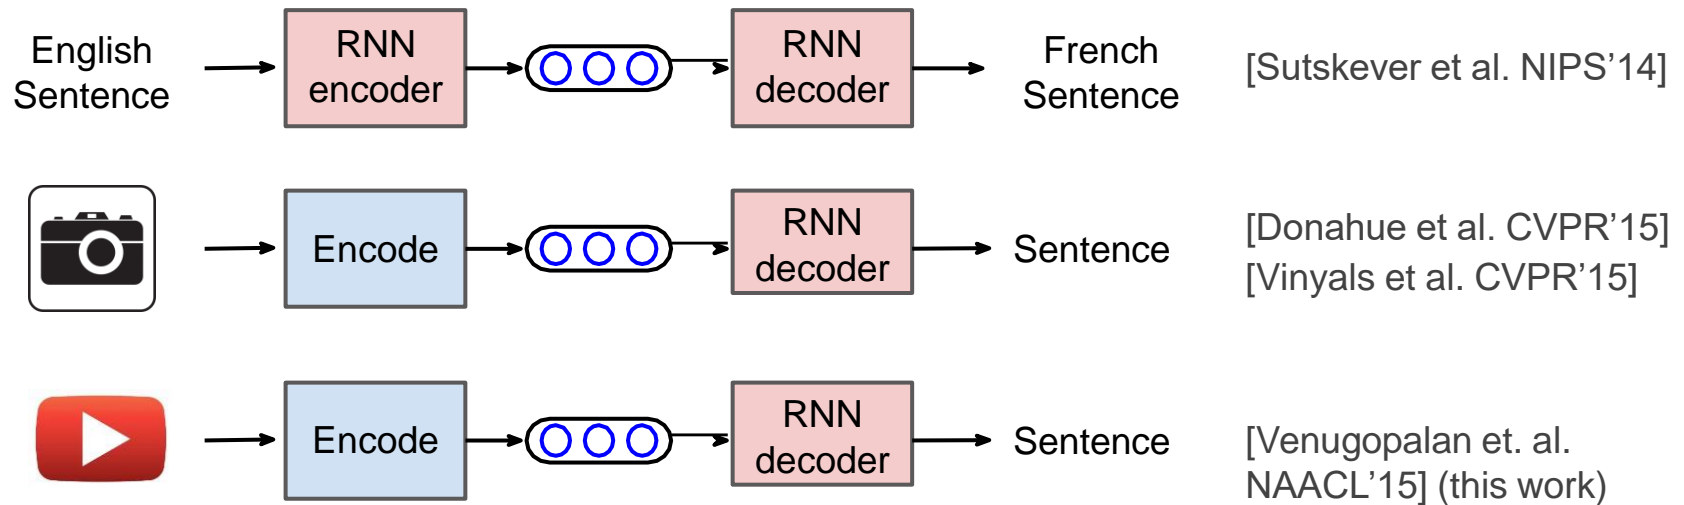 English
Sentence
RNN
encoder
RNN
decoder
French
Sentence
[Sutskever et al. NIPS’14]
Encode
RNN
decoder
Sentence
[Donahue et al. CVPR’15]
[Vinyals et al. CVPR’15]
Encode
RNN
decoder
Sentence
[Venugopalan et. al.
NAACL’15] (this work)